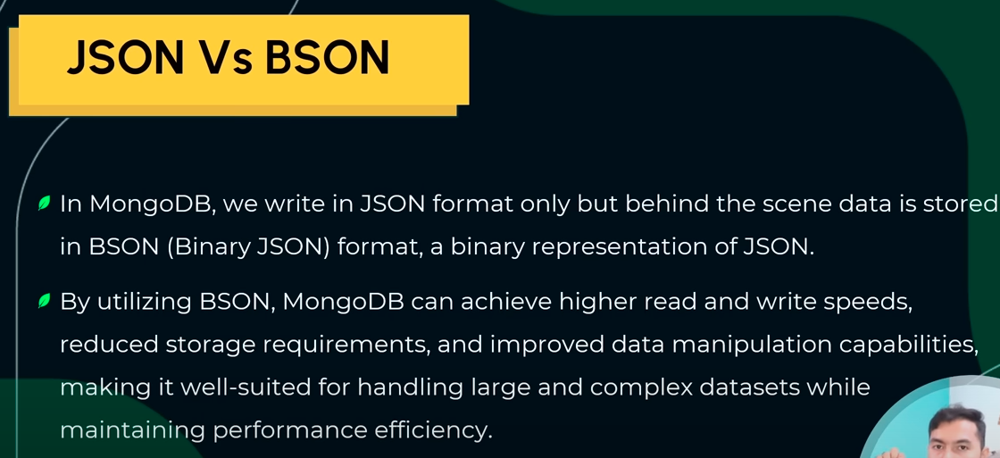 JSON Vs BSON
In MongoDB, we write in JSON format only but behind the scene data is stored
in BSON (Binary JSON) format, a binary representation of JSON.
By utilizing BSON, MongoDB can achieve higher read and write speeds,
reduced storage requirements, and improved data manipulation capabilities,
making it well-suited for handling large and complex datasets while
maintaining performance efficiency.